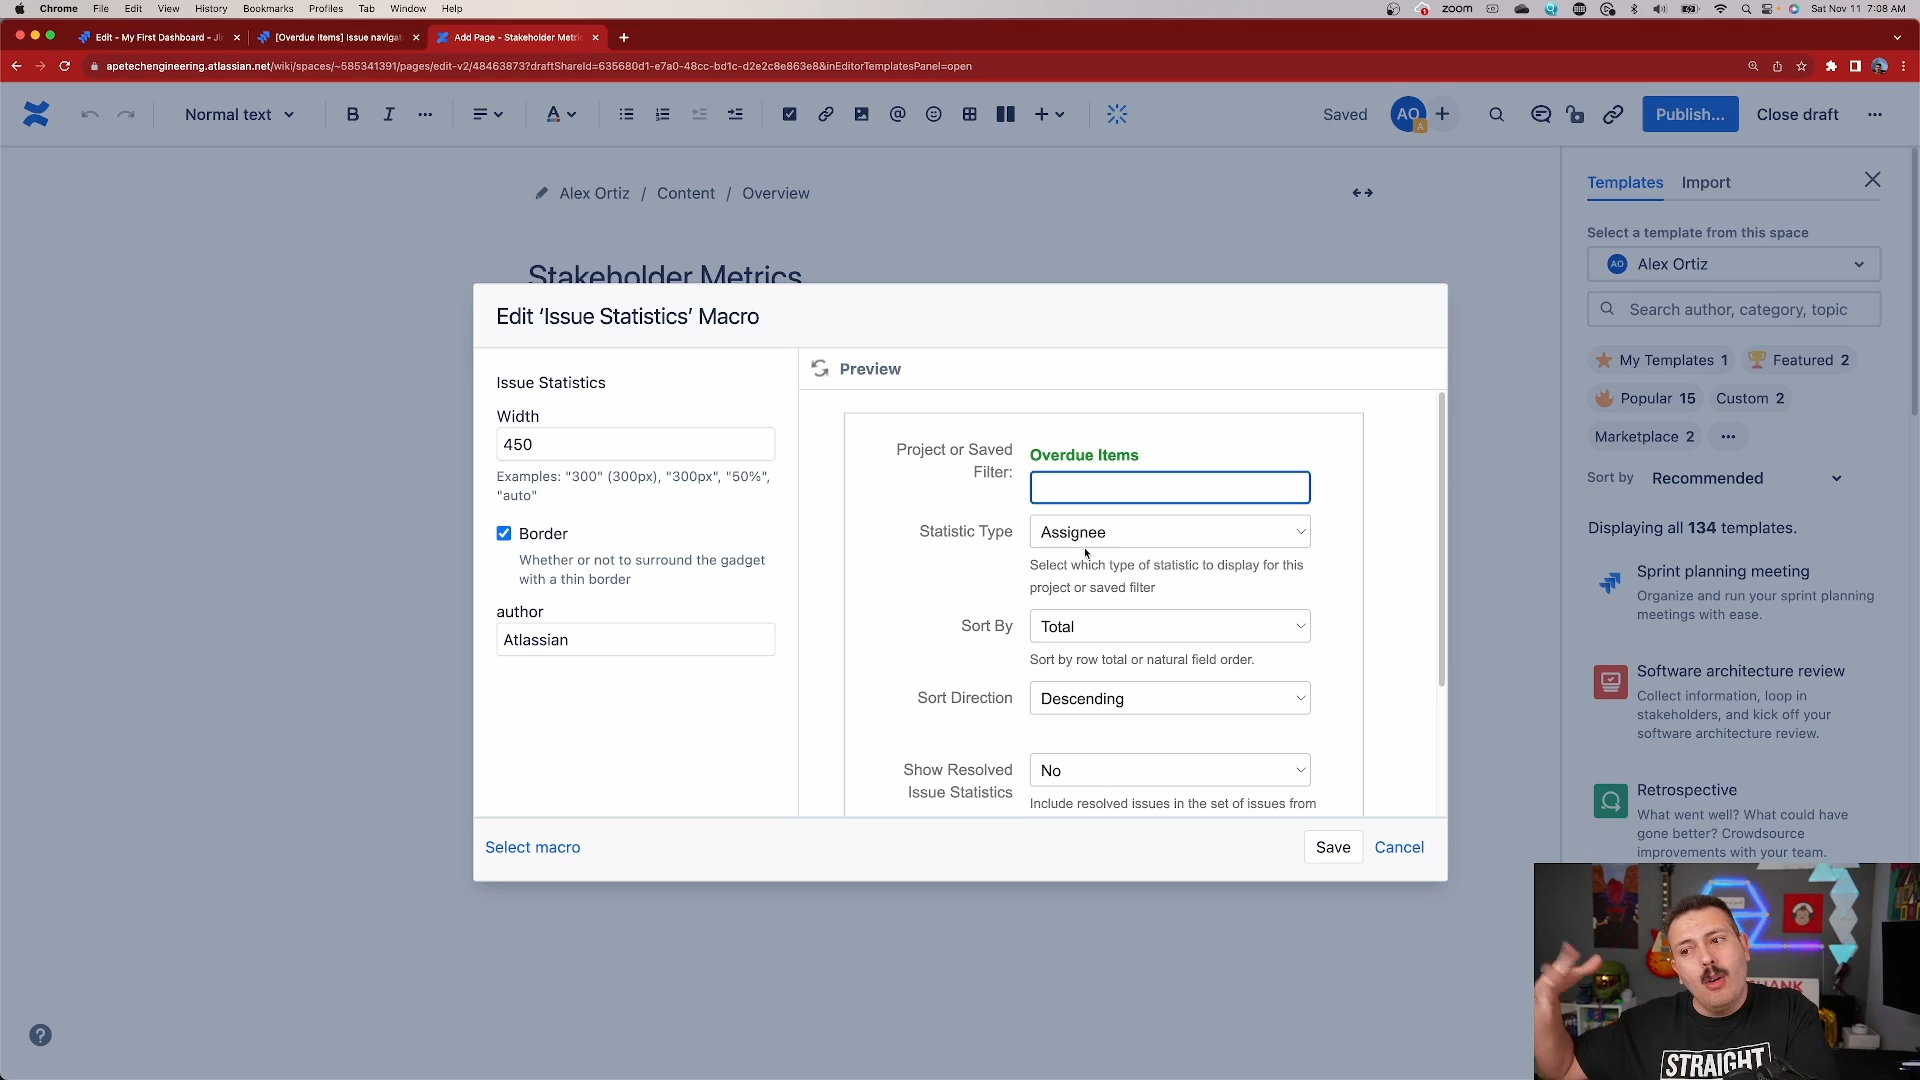 Chrome File Edit View History Bookmarks Profiles Tab Window Help
zoom Sat Nov 11 7:08 AM
Edit - My First Dashboard - Ji
[Overdue Items] Issue navigat
Add Page - Stakeholder Metric
apetechengineering.atlassian.net/wiki/spaces/~585341391/pages/edit-v2/48463873?draftShareId=635680d1-e7a0-48cc-bd1c-d2e2c8e863e8&inEditorTemplatesPanel=open
Normal text
Saved
AO
A
Publish...
Close draft
Alex Ortiz / Content / Overview
Stakeholder Metrics
Edit ‘Issue Statistics’ Macro
Issue Statistics
Width
450
Examples: "300" (300px), "300px", "50%",
"auto"
Border
Whether or not to surround the gadget
with a thin border
author
Atlassian
Preview
Project or Saved
Filter:
Overdue Items
Statistic Type
Assignee
Select which type of statistic to display for this
project or saved filter
Sort By
Total
Sort by row total or natural field order.
Sort Direction
Descending
Show Resolved
Issue Statistics
No
Include resolved issues in the set of issues from
Select macro
Save
Cancel
Templates
Import
Select a template from this space
AO
Alex Ortiz
Search author, category, topic
My Templates 1
Featured 2
Popular 15
Custom 2
Marketplace 2
Sort by
Recommended
Displaying all 134 templates.
Sprint planning meeting
Organize and run your sprint planning
meetings with ease.
Software architecture review
Collect information, loop in
stakeholders, and kick off your
software architecture review.
Retrospective
What went well? What could have
gone better? Crowdsource
improvements with your team.
STRAIGHT